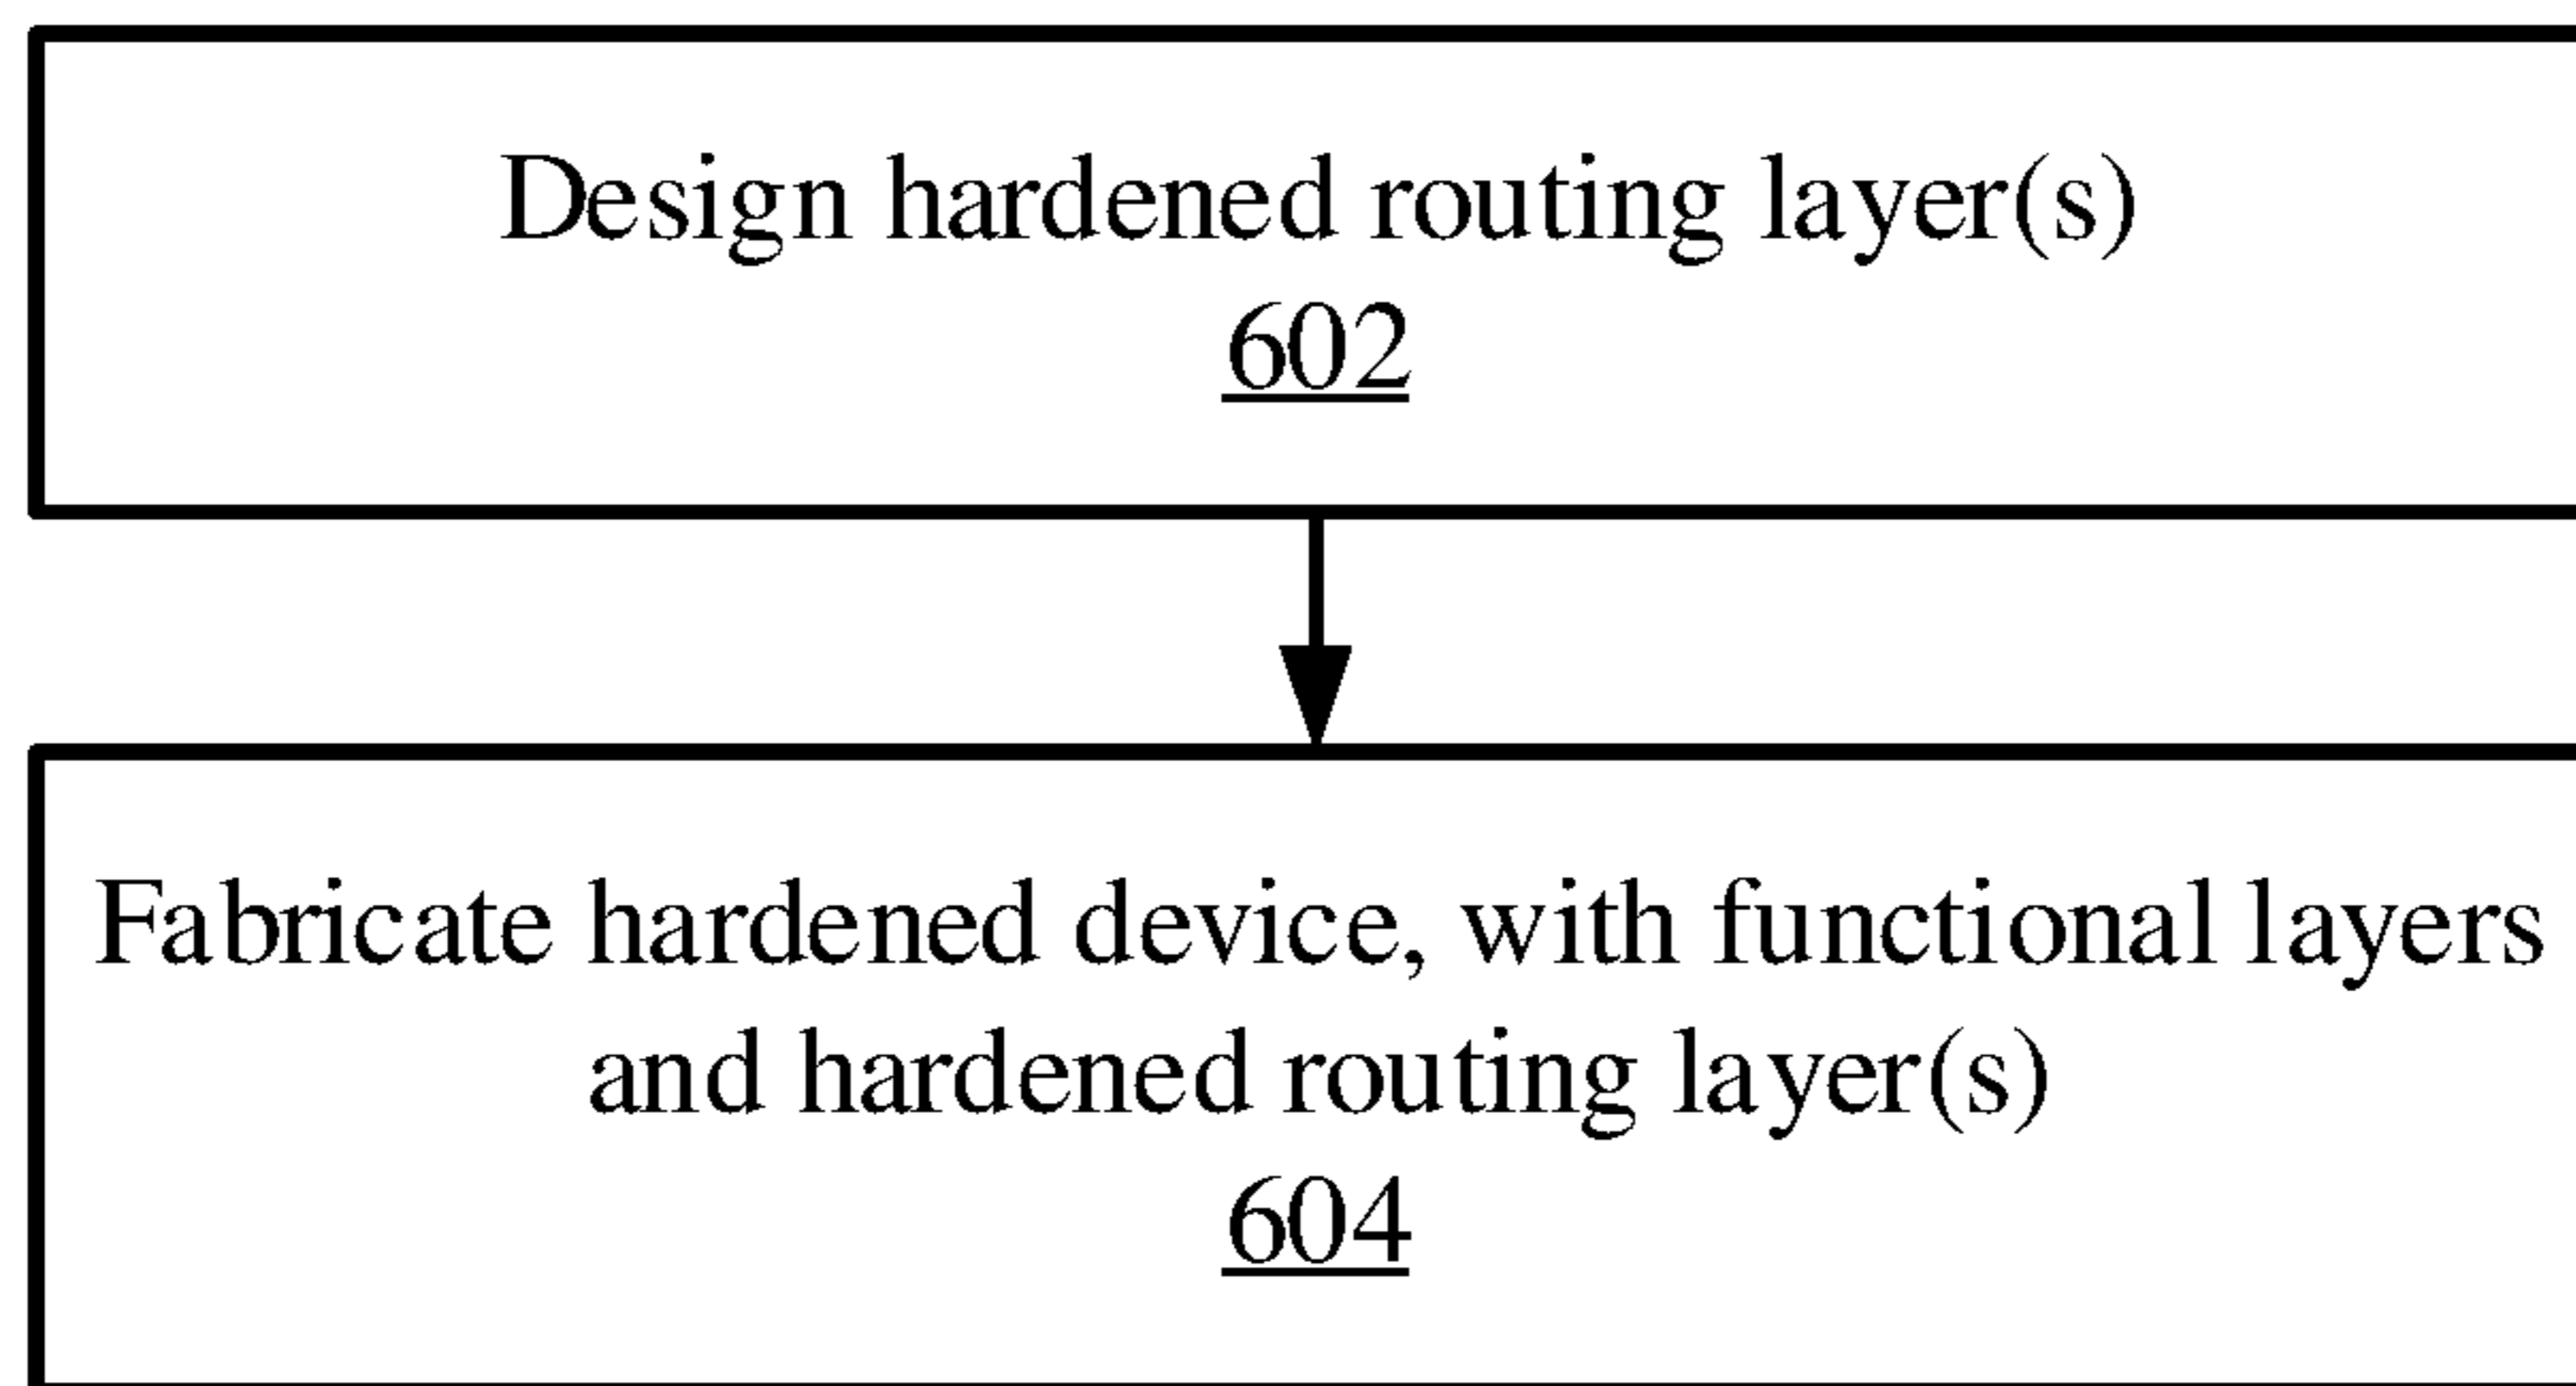 Design hardened routing layer(s)
602
Fabricate hardened device, with functional layers
and hardened routing layer(s)
604